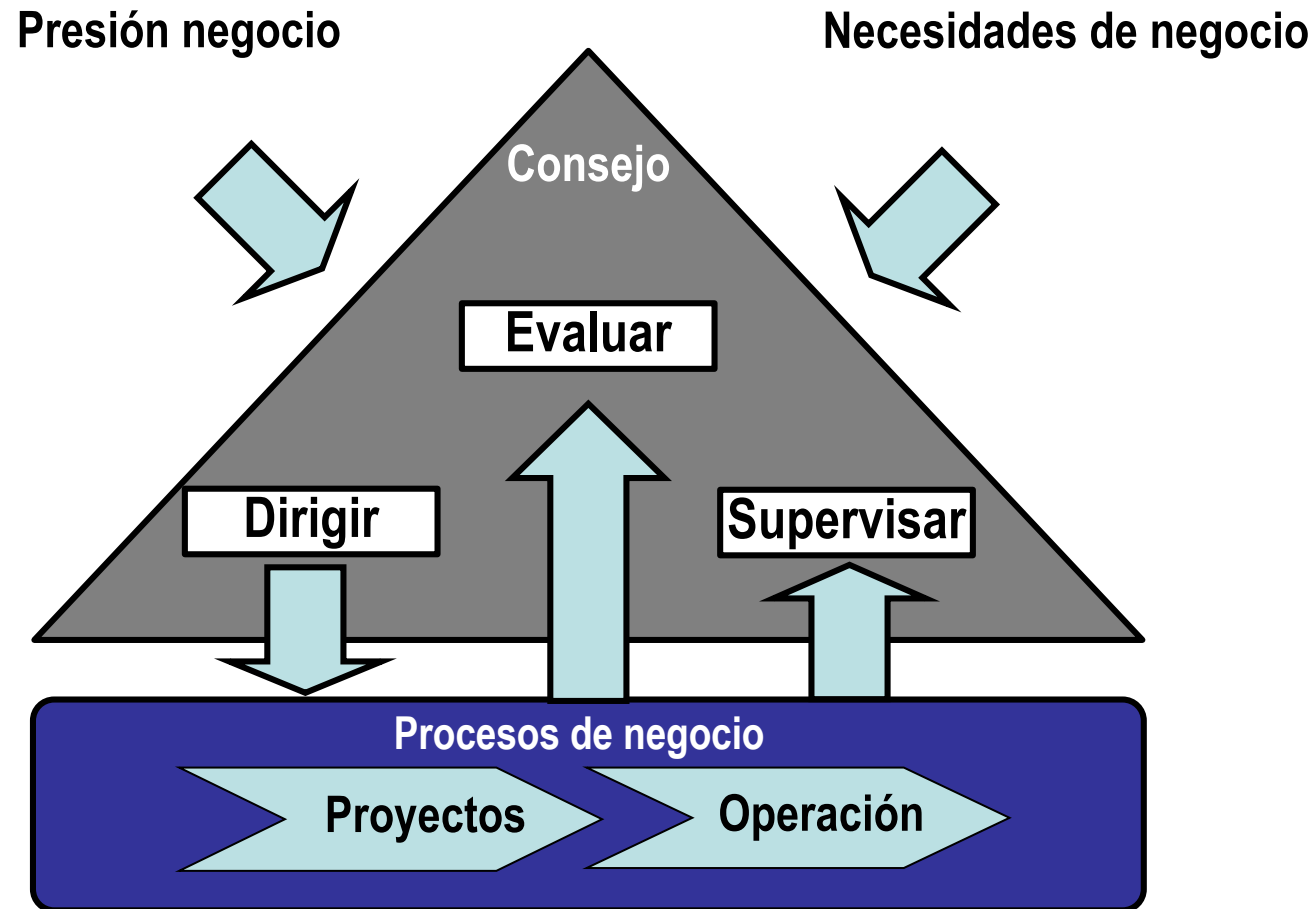 Presión negocio
Necesidades de negocio
Consejo
Evaluar
Dirigir
Supervisar
Procesos de negocio
Proyectos
Operación